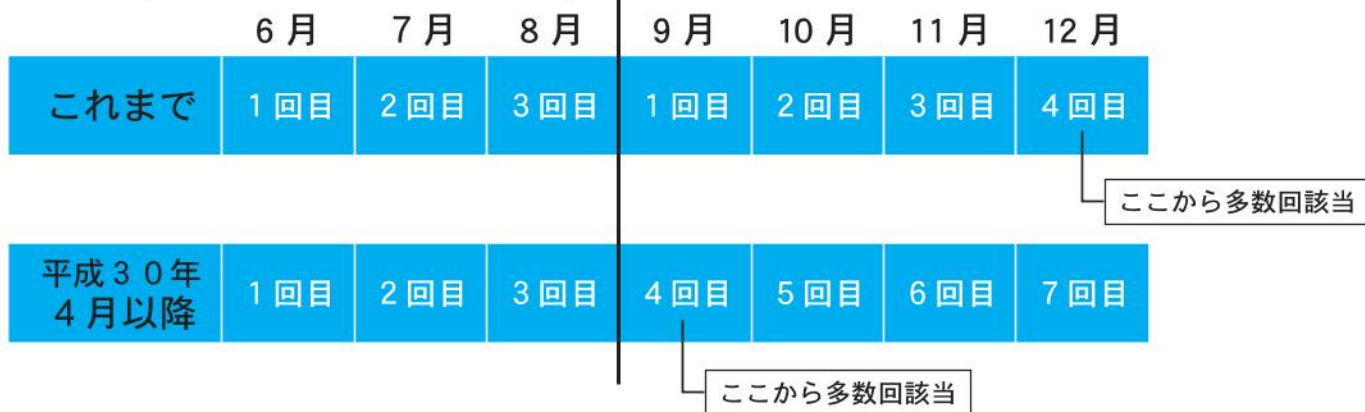 6月 7月 8月 9月 10月 11月 12月
これまで 1回目 2回目 3回目 1回目 2回目 3回目 4回目
ここから多数回該当
平成30年
4月以降 1回目 2回目 3回目 4回目 5回目 6回目 7回目
ここから多数回該当